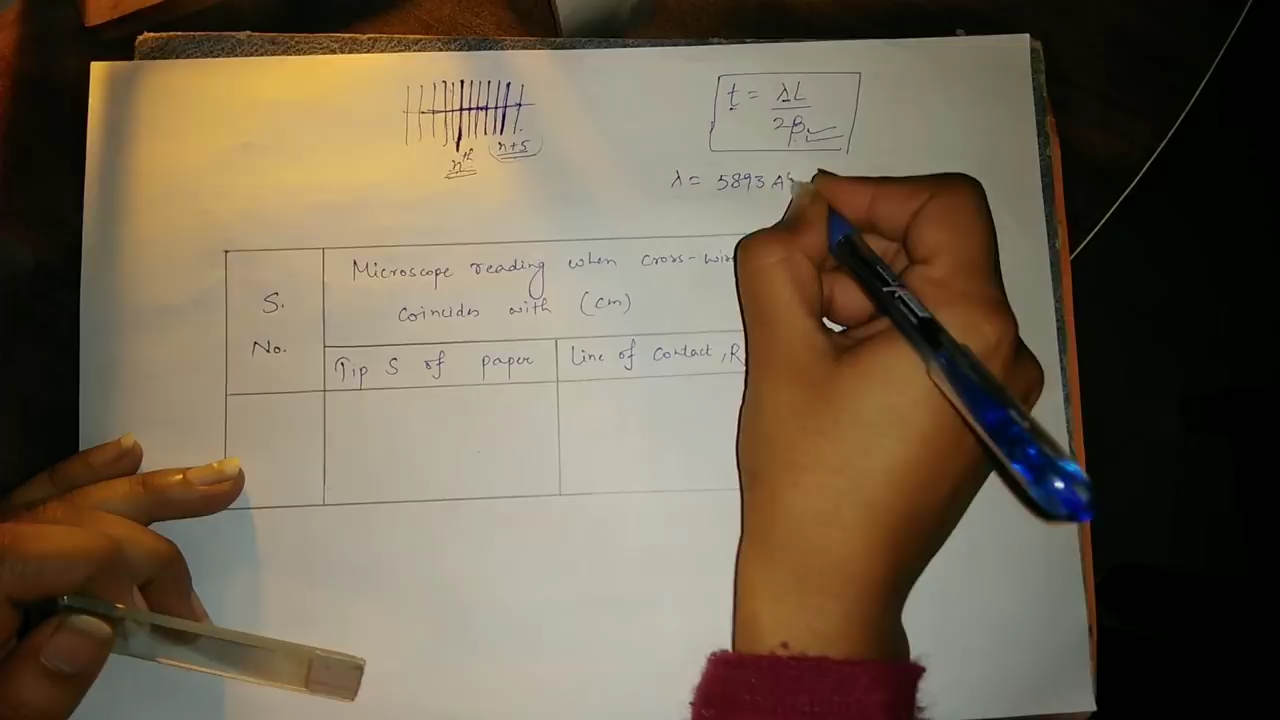 t = λL / 2β
nth
n+5
λ = 5893 A°
S. No.
Microscope reading when cross-wire
coincides with (cm)
Tip S of paper
Line of contact, R